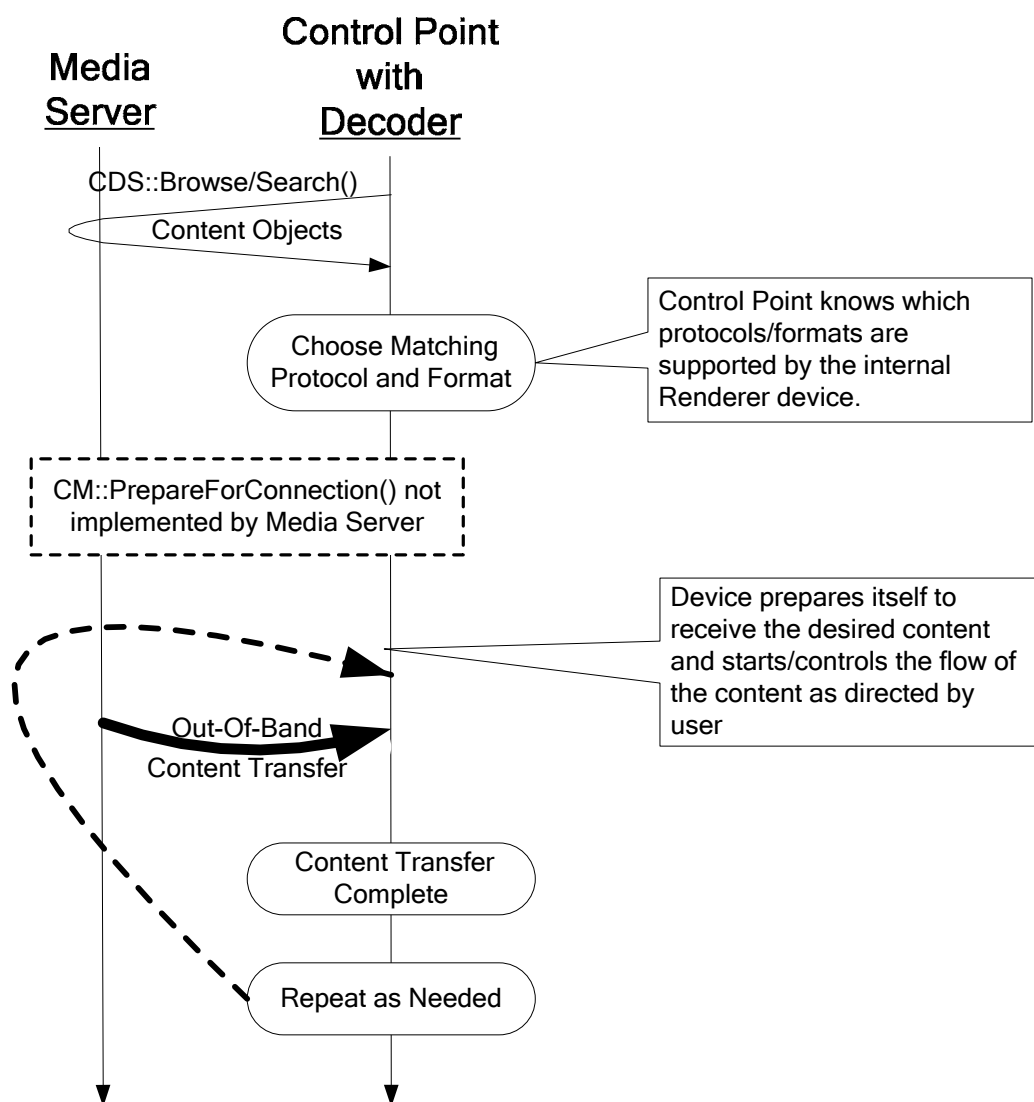 Media
Server
Control Point
with
Decoder
CDS::Browse/Search()
Content Objects
Choose Matching
Protocol and Format
Control Point knows which
protocols/formats are
supported by the internal
Renderer device.
CM::PrepareForConnection() not
implemented by Media Server
Device prepares itself to
receive the desired content
and starts/controls the flow of
the content as directed by
user
Out-Of-Band
Content Transfer
Content Transfer
Complete
Repeat as Needed